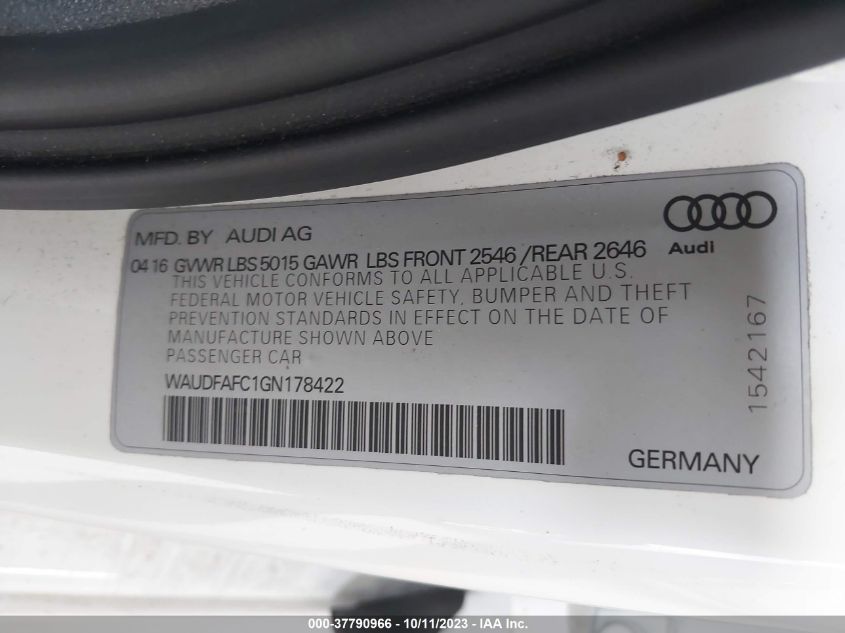 MFD. BY AUDI AG
Audi
04 16 GVWR LBS 5015 GAWR LBS FRONT 2546 /REAR 2646
THIS VEHICLE CONFORMS TO ALL APPLICABLE U.S.
FEDERAL MOTOR VEHICLE SAFETY, BUMPER AND THEFT
PREVENTION STANDARDS IN EFFECT ON THE DATE OF
MANUFACTURE SHOWN ABOVE
PASSENGER CAR
WAUDFAFC1GN178422
1542167
GERMANY
000-37790966 - 10/11/2023 - Copyright IAA Inc.